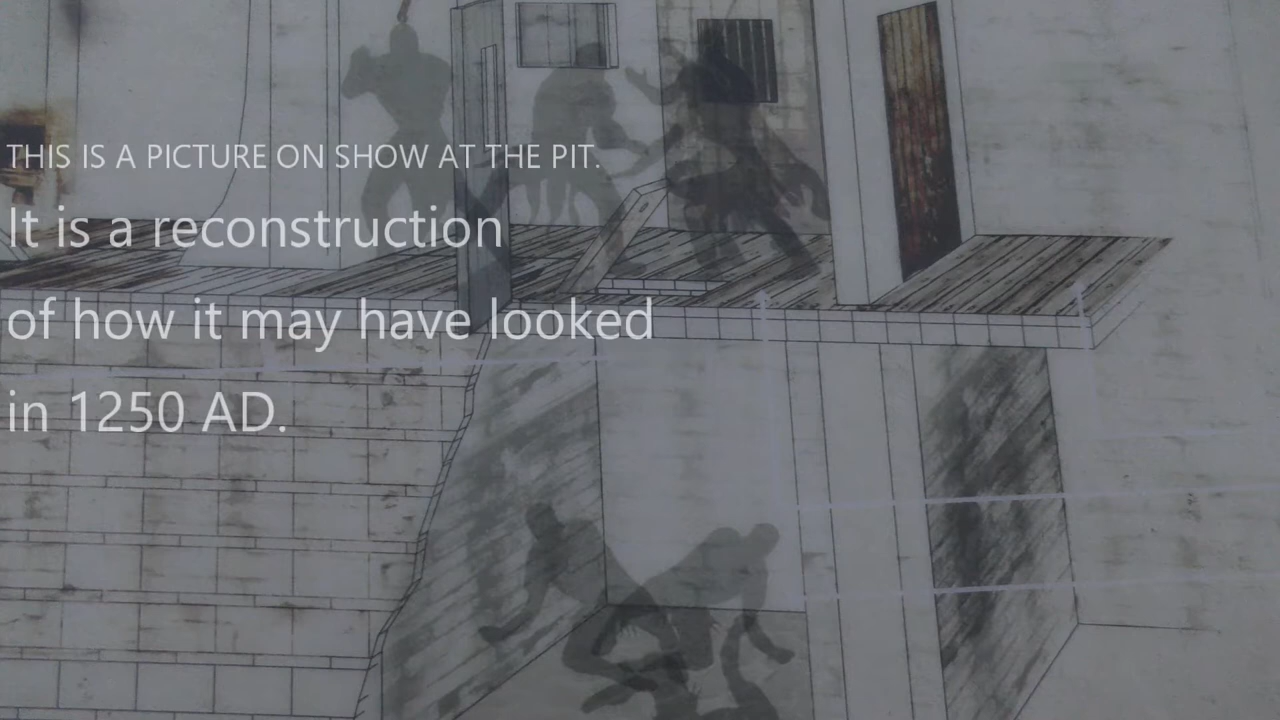 THIS IS A PICTURE ON SHOW AT THE PIT.
It is a reconstruction
of how it may have looked
in 1250 AD.